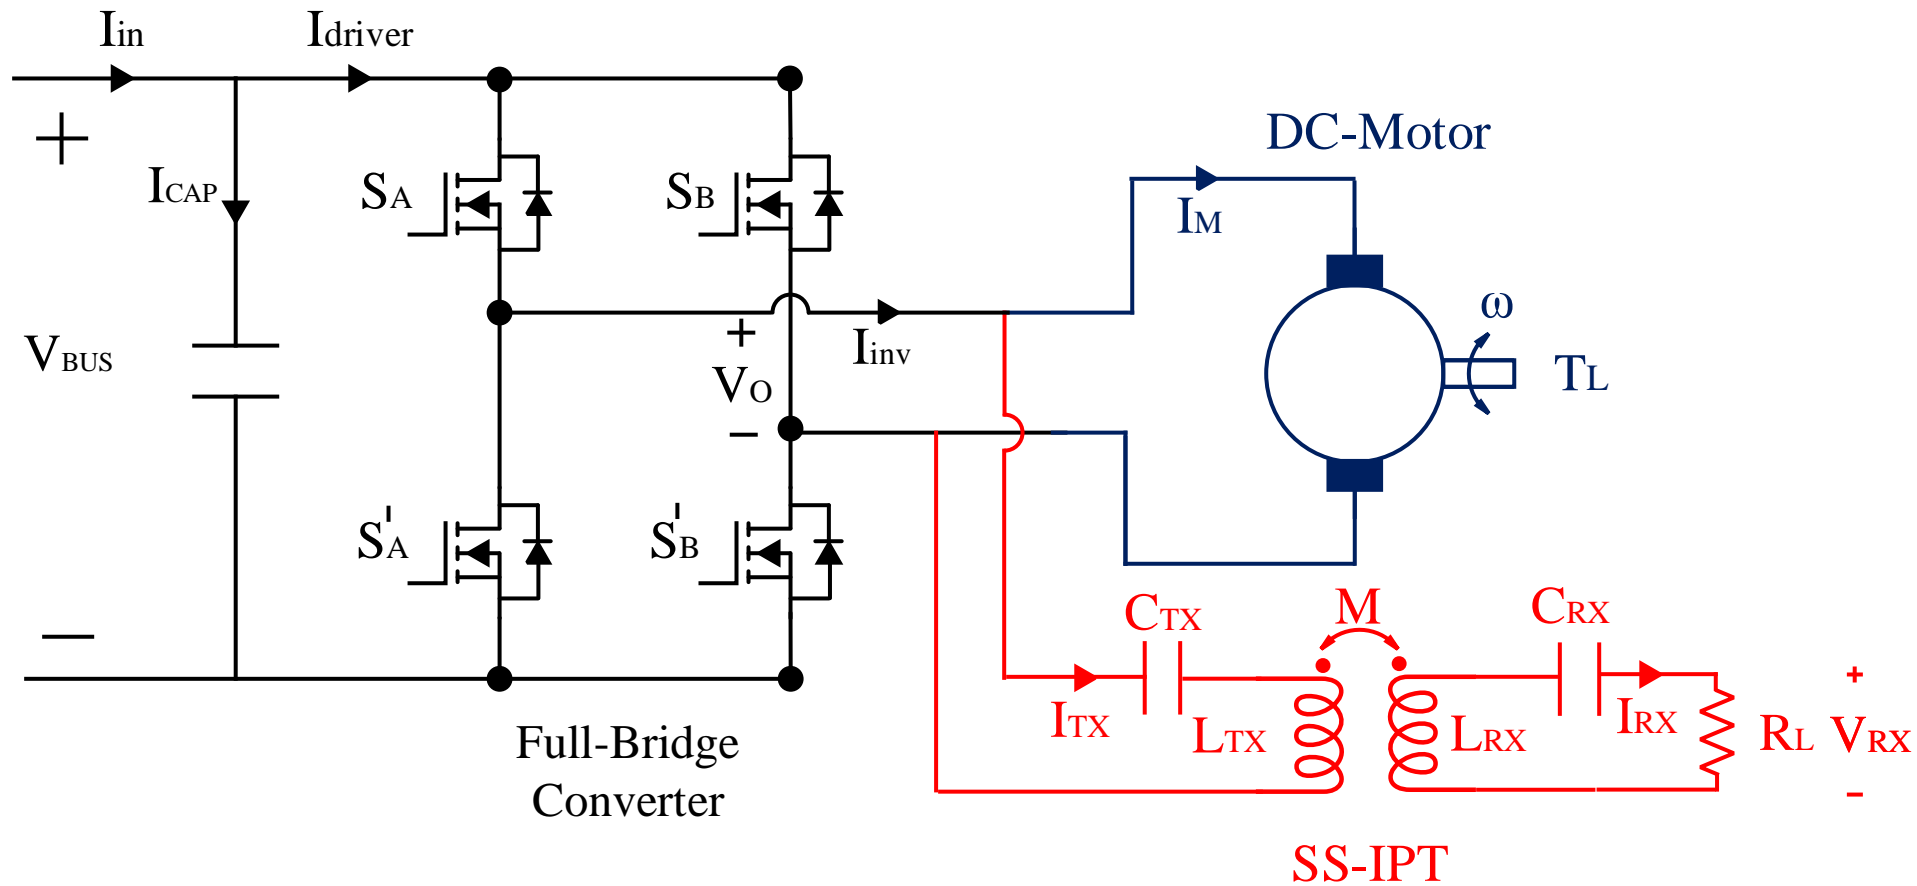 Iin
Idriver
+
ICAP
VBUS
−
SA
SB
S'A
S'B
+
VO
−
Iinv
Full-Bridge
Converter
DC-Motor
IM
ω
TL
CTX
M
CRX
ITX
LTX
LRX
IRX
RL
+
VRX
−
SS-IPT